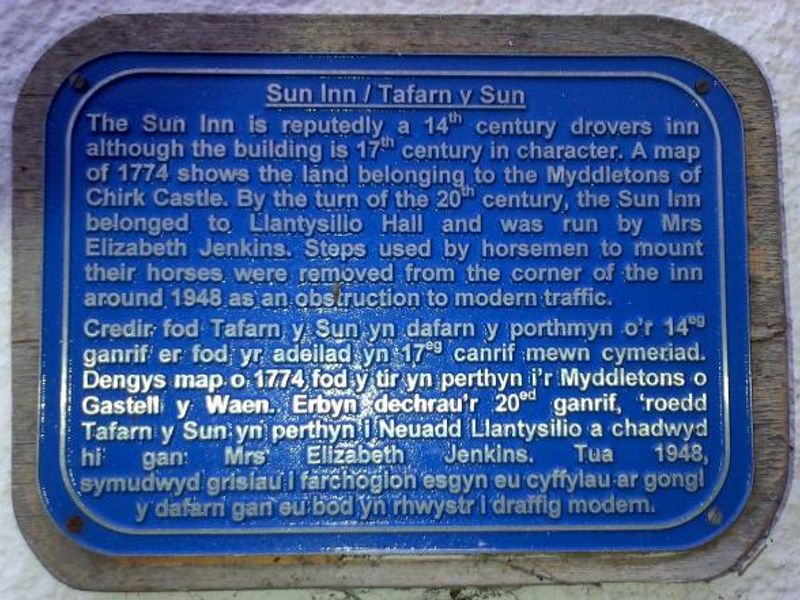 Sun Inn / Tafarn y Sun
The Sun Inn is reputedly a 14th century drovers inn
although the building is 17th century in character. A map
of 1774 shows the land belonging to the Myddletons of
Chirk Castle. By the turn of the 20th century, the Sun Inn
belonged to Llantysilio Hall and was run by Mrs
Elizabeth Jenkins. Steps used by horsemen to mount
their horses were removed from the corner of the inn
around 1948 as an obstruction to modern traffic.
Credir fod Tafarn y Sun yn dafarn y porthmyn o'r 14eg
ganrif er fod yr adeilad yn 17eg canrif mewn cymeriad.
Dengys map o 1774 fod y tir yn perthyn i'r Myddletons o
Gastell y Waen. Erbyn dechrau'r 20ed ganrif, 'roedd
Tafarn y Sun yn perthyn i Neuadd Llantysilio a chadwyd
hi gan Mrs Elizabeth Jenkins. Tua 1948,
symudwyd grisiau i farchogion esgyn eu cyffylau ar gongl
y dafarn gan eu bod yn rhwystr i draffig modern.